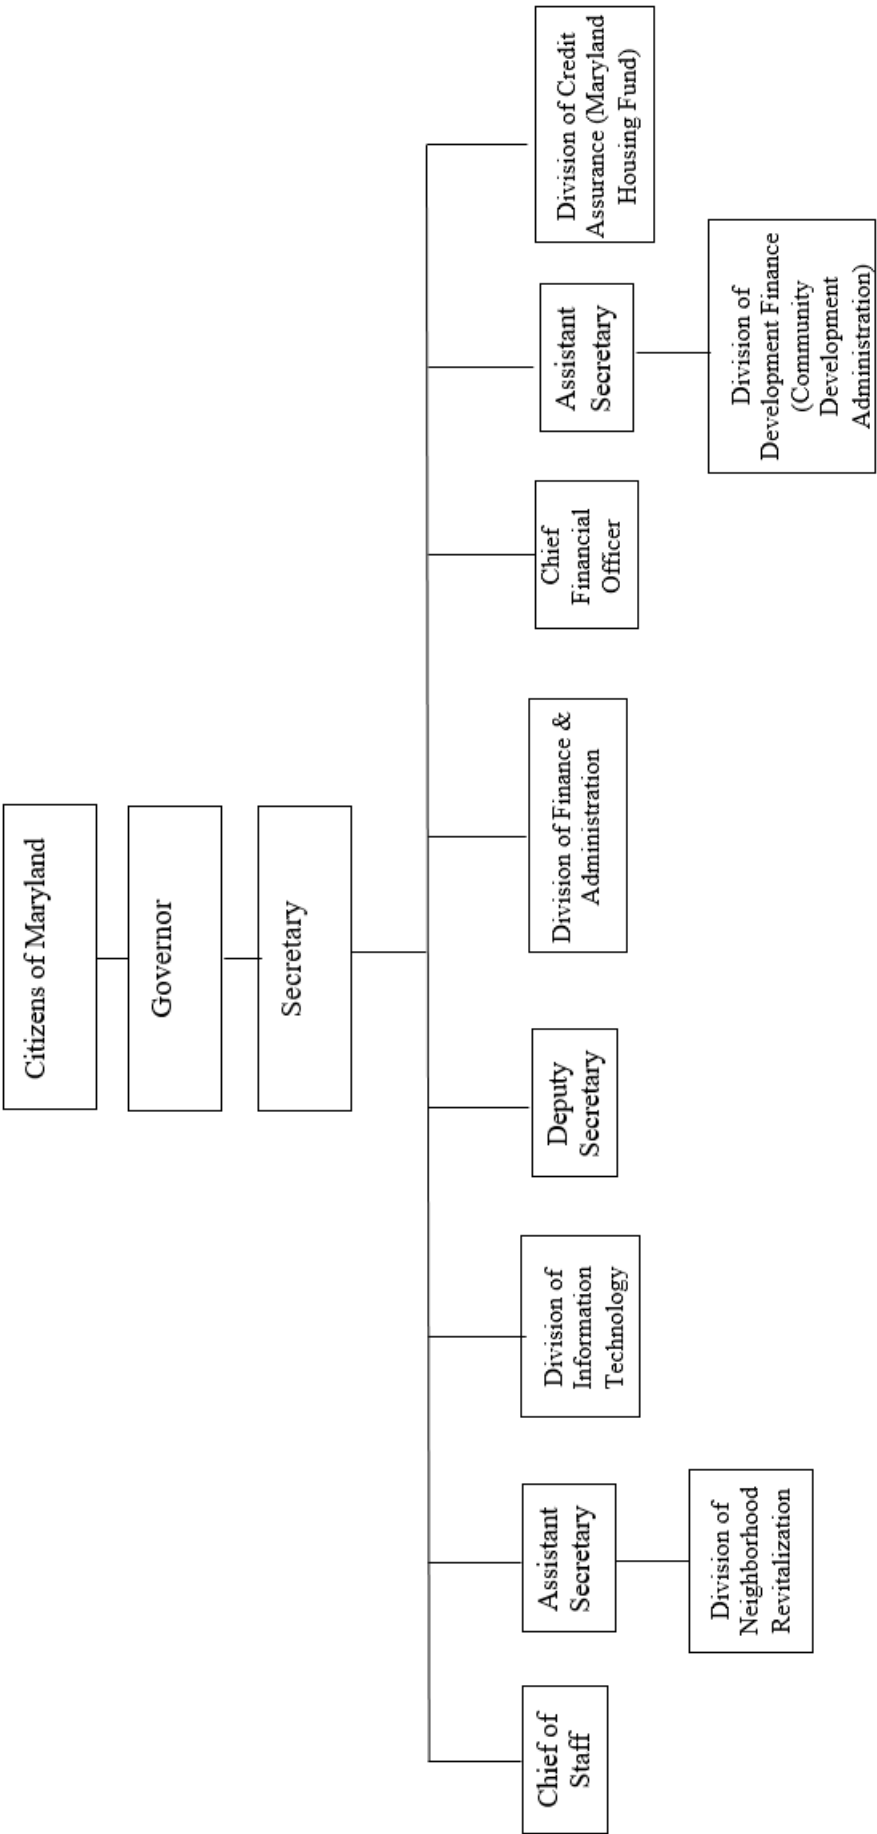 Citizens of Maryland
Governor
Secretary
Chief of
Staff
Assistant
Secretary
Division of
Information
Technology
Deputy
Secretary
Division of Finance &
Administration
Chief
Financial
Officer
Assistant
Secretary
Division of Credit
Assurance (Maryland
Housing Fund)
Division of
Neighborhood
Revitalization
Division of
Development Finance
(Community
Development
Administration)